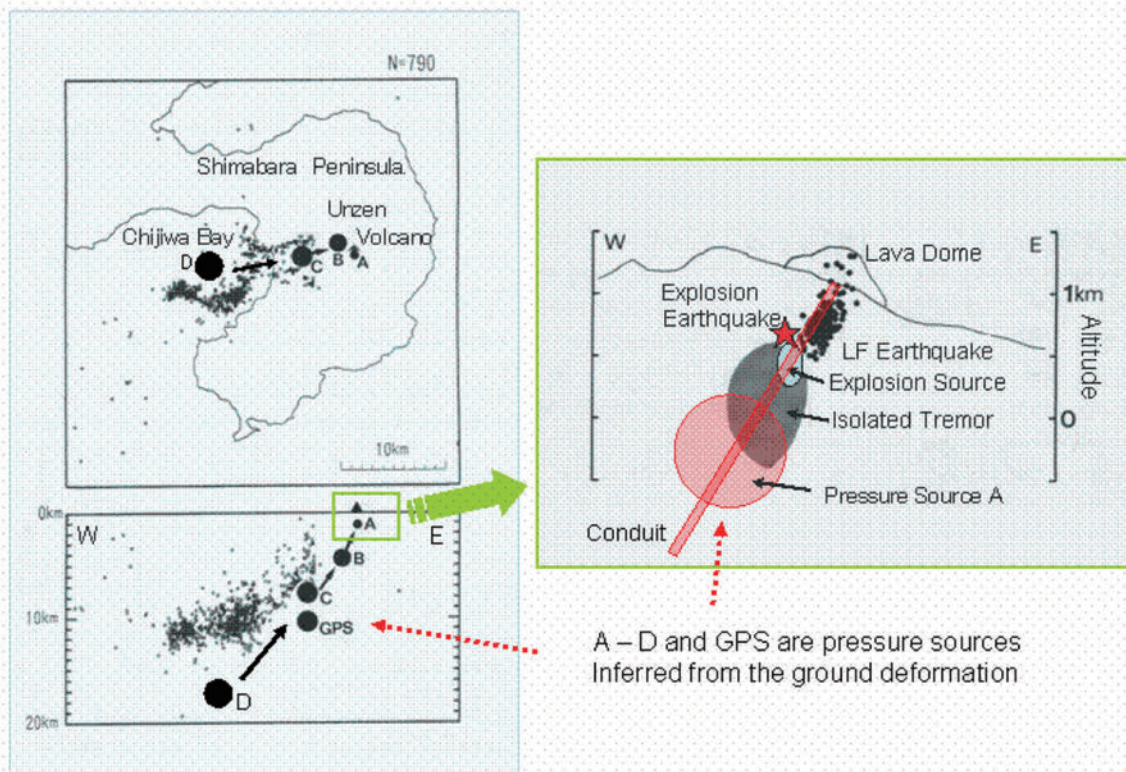 N=790
Shimabara Peninsula.
Unzen
Chijiwa Bay
Volcano
D
C
B
A
10km
0km
W
E
A
B
C
10km
GPS
D
20km
W
E
Lava Dome
Explosion
Earthquake
1km
LF Earthquake
Explosion Source
Altitude
Isolated Tremor
0
Pressure Source A
Conduit
A – D and GPS are pressure sources
Inferred from the ground deformation